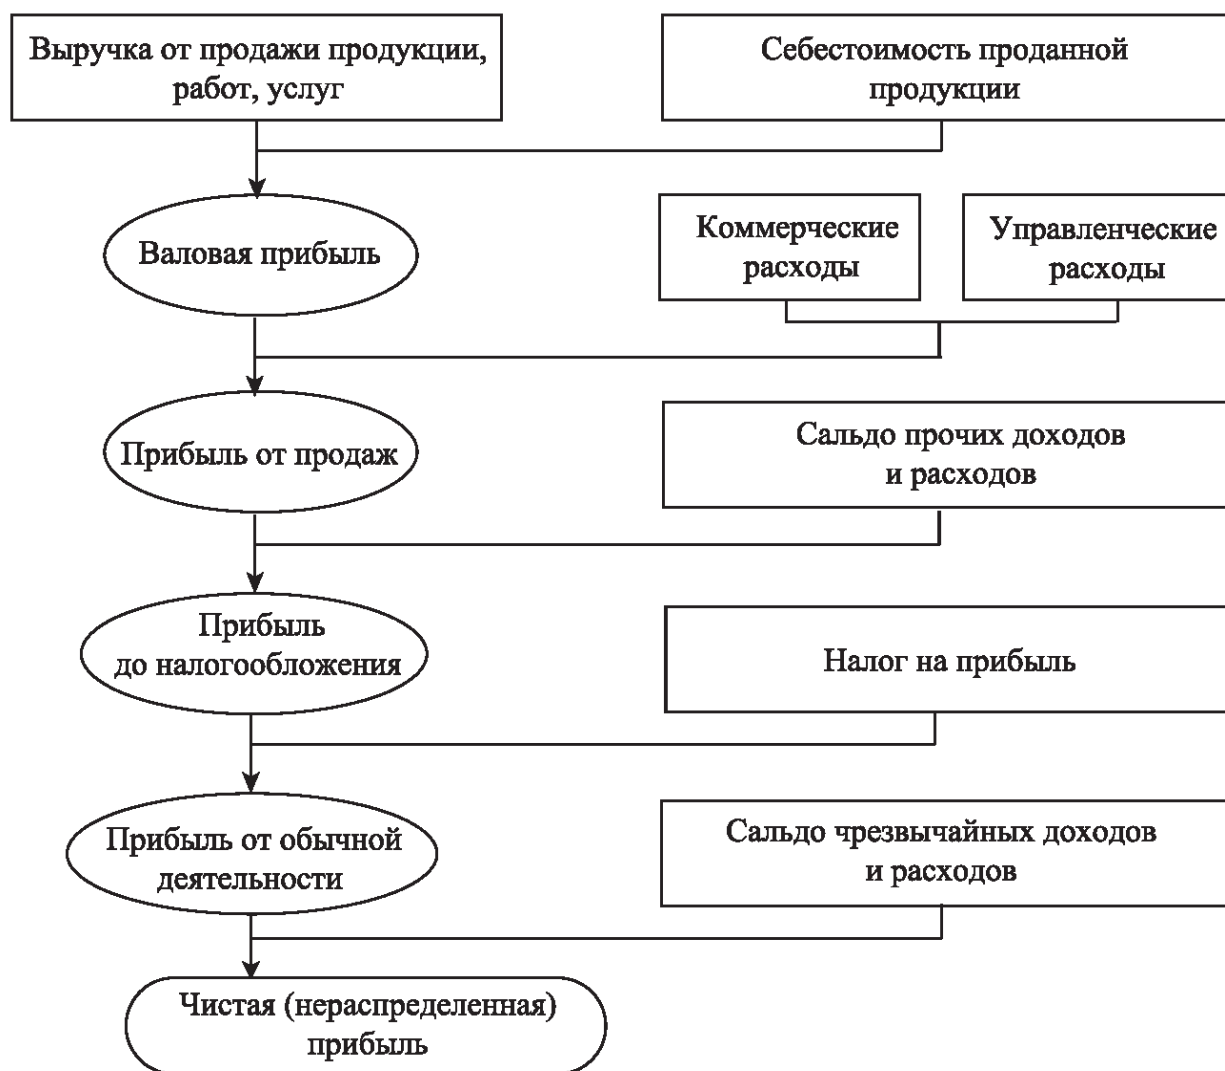 Выручка от продажи продукции,
работ, услуг
Себестоимость проданной
продукции
Валовая прибыль
Коммерческие
расходы
Управленческие
расходы
Прибыль от продаж
Сальдо прочих доходов
и расходов
Прибыль
до налогообложения
Налог на прибыль
Прибыль от обычной
деятельности
Сальдо чрезвычайных доходов
и расходов
Чистая (нераспределенная)
прибыль